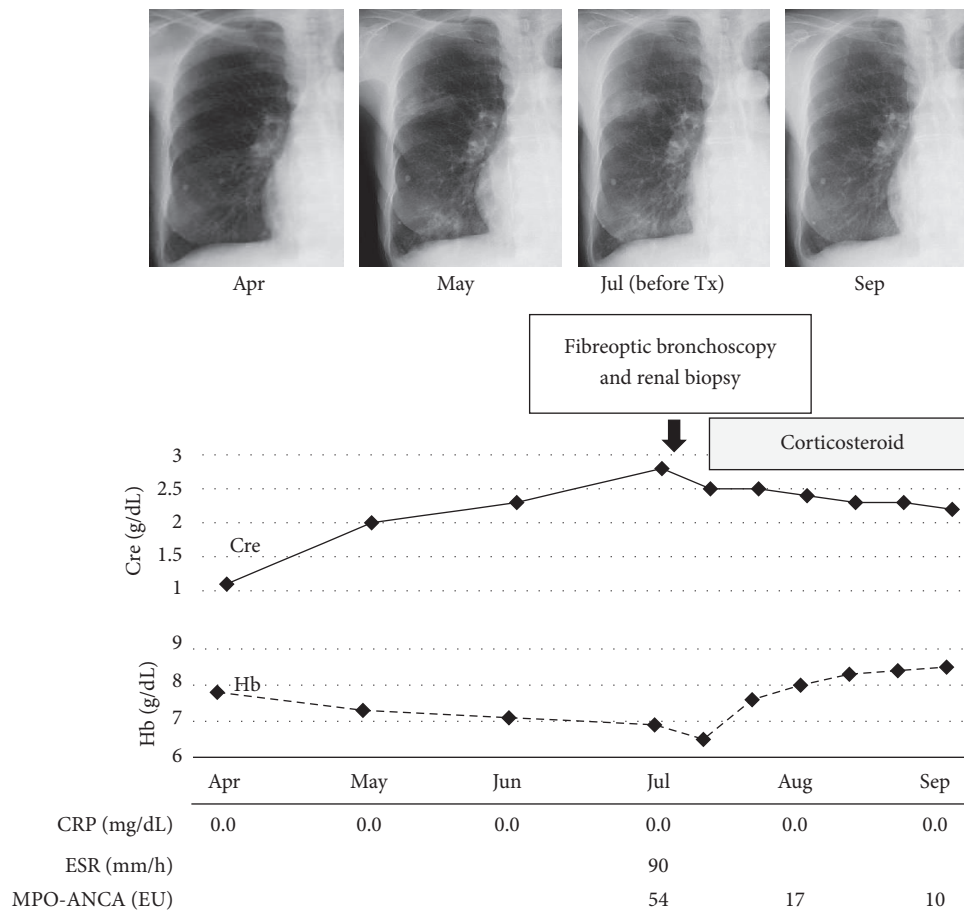 Apr
May
Jul (before Tx)
Sep
Fibreoptic bronchoscopy
and renal biopsy
Corticosteroid
Cre (g/dL)
3
2.5
2
1.5
1
Cre
Hb (g/dL)
9
8
7
6
Hb
Apr May Jun Jul Aug Sep
CRP (mg/dL) 0.0 0.0 0.0 0.0 0.0 0.0
ESR (mm/h) 90
MPO-ANCA (EU) 54 17 10